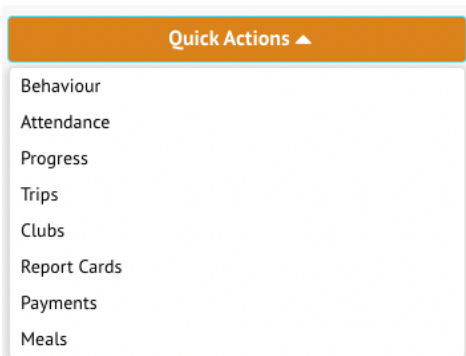 Quick Actions
Behaviour
Attendance
Progress
Trips
Clubs
Report Cards
Payments
Meals